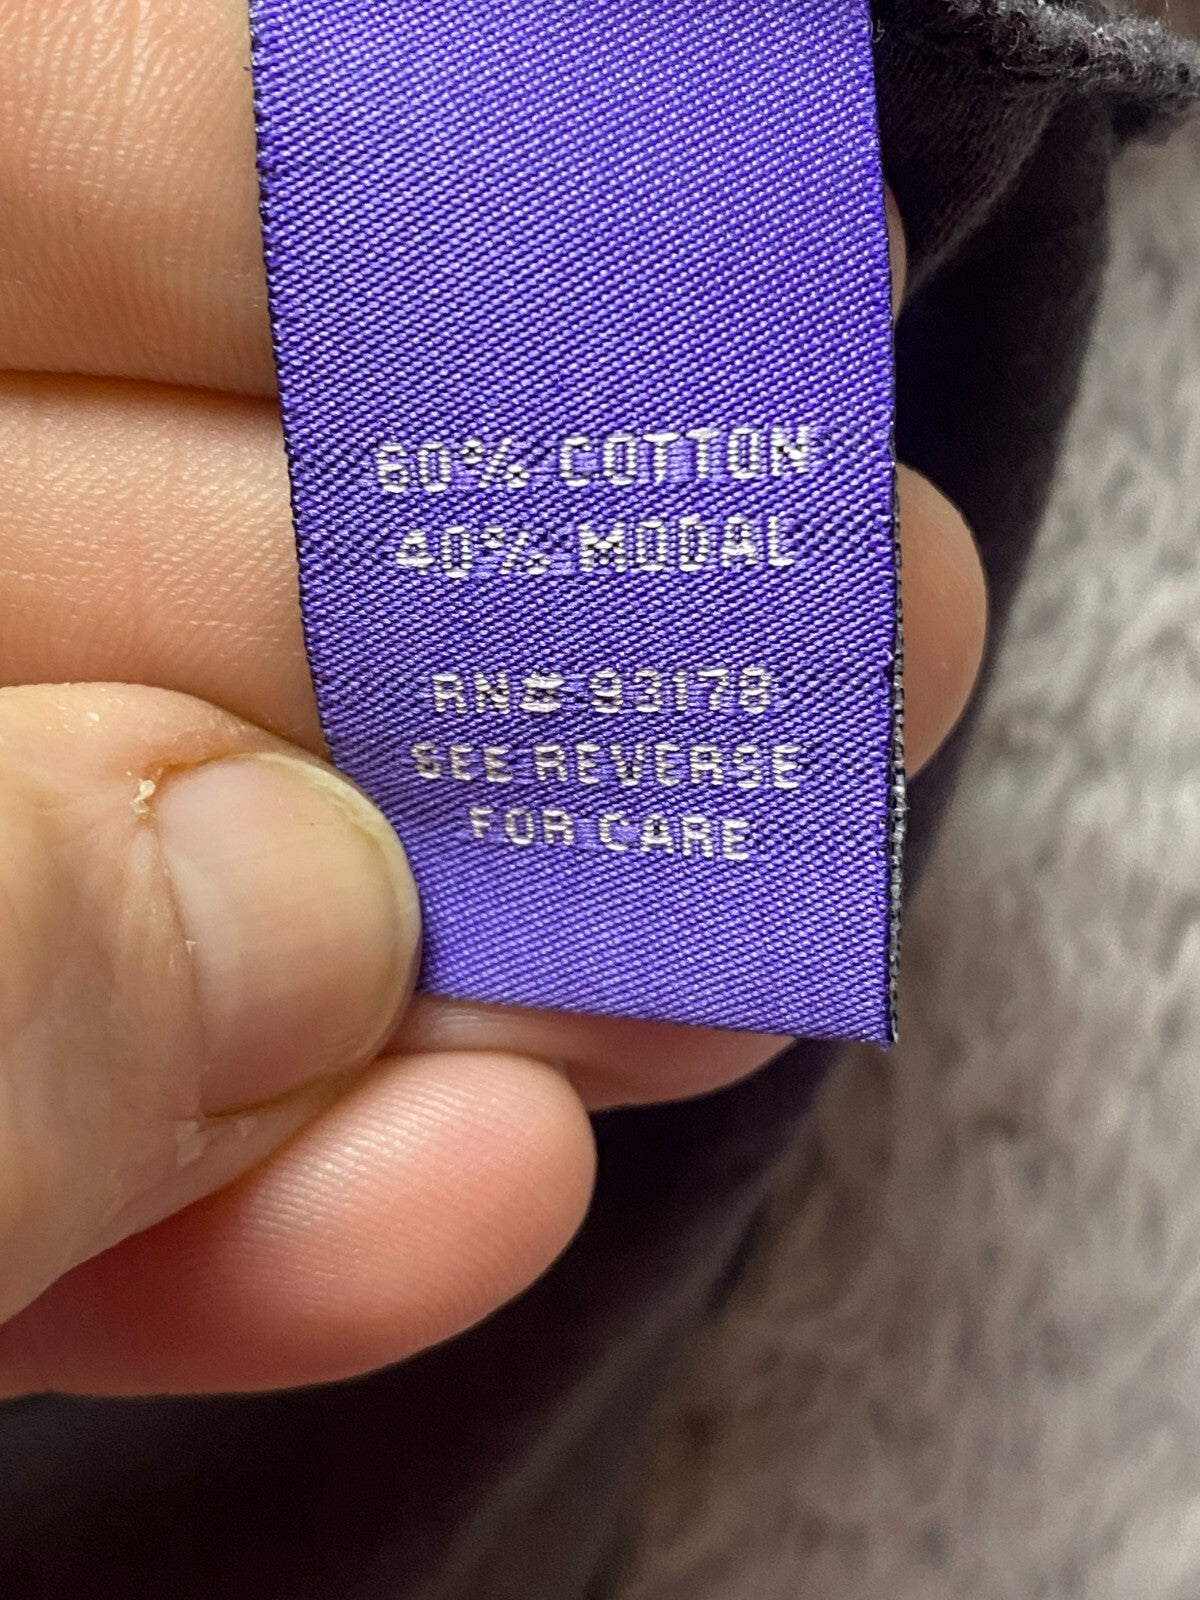 60% COTTON
40% MODAL
RN# 93178
SEE REVERSE
FOR CARE